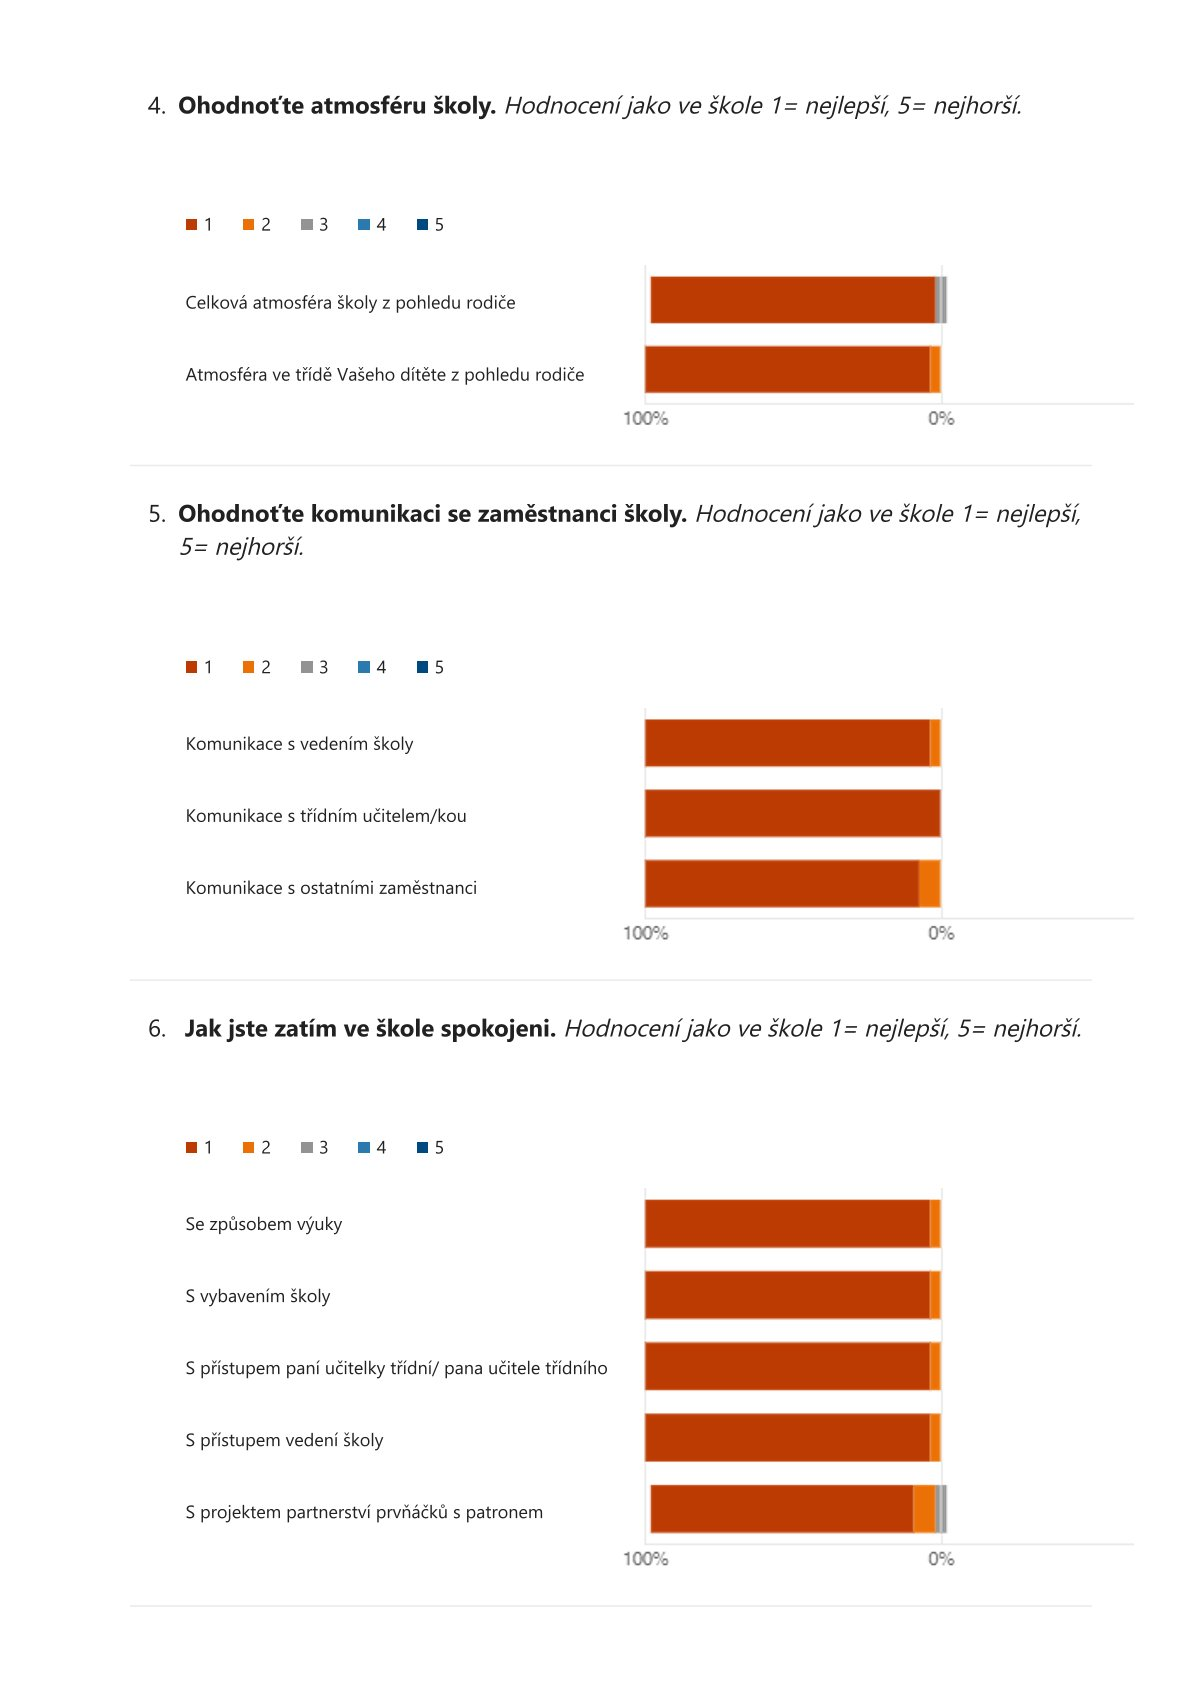 4. Ohodnoťte atmosféru školy. Hodnocení jako ve škole 1= nejlepší, 5= nejhorší.
1 2 3 4 5
Celková atmosféra školy z pohledu rodiče
Atmosféra ve třídě Vašeho dítěte z pohledu rodiče
100% 0%
5. Ohodnoťte komunikaci se zaměstnanci školy. Hodnocení jako ve škole 1= nejlepší,
5= nejhorší.
1 2 3 4 5
Komunikace s vedením školy
Komunikace s třídním učitelem/kou
Komunikace s ostatními zaměstnanci
100% 0%
6. Jak jste zatím ve škole spokojeni. Hodnocení jako ve škole 1= nejlepší, 5= nejhorší.
1 2 3 4 5
Se způsobem výuky
S vybavením školy
S přístupem paní učitelky třídní/ pana učitele třídního
S přístupem vedení školy
S projektem partnerství prvňáčků s patronem
100% 0%